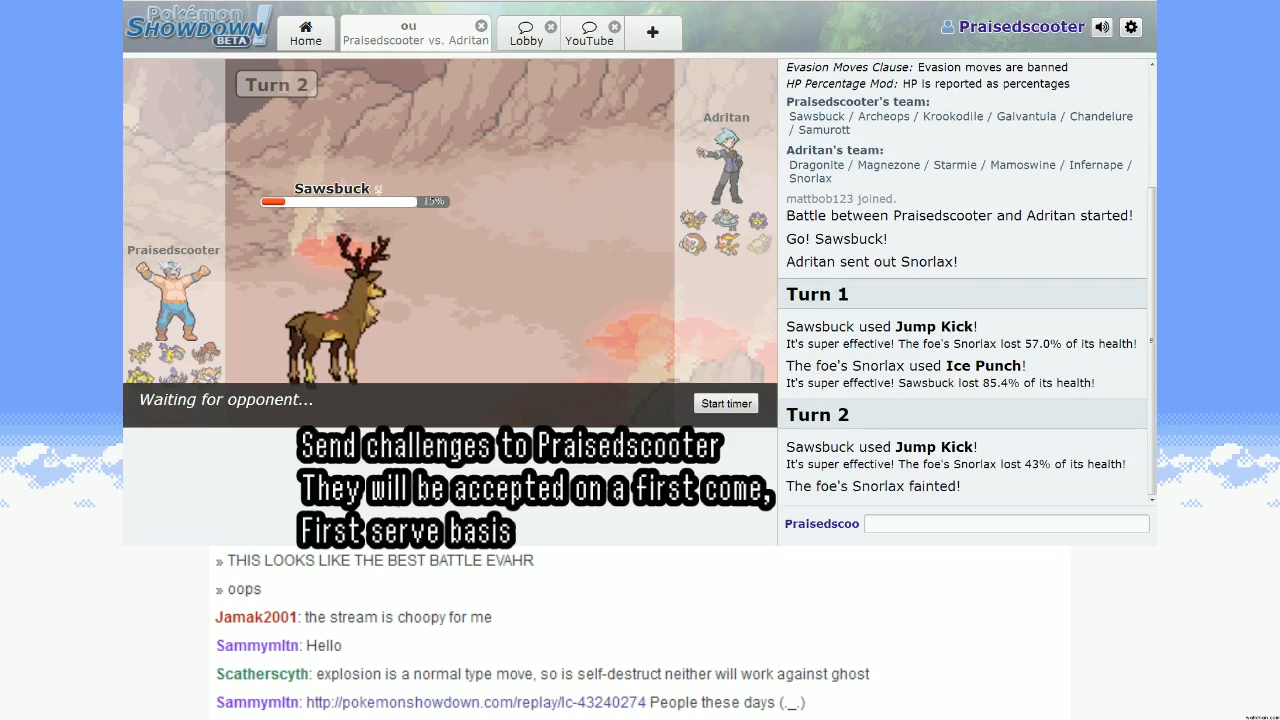 Pokémon
SHOWDOWN!
BETA
Home
ou
Praisedscooter vs. Adritan
Lobby
YouTube
Praisedscooter
Turn 2
Sawsbuck ♀
15%
Praisedscooter
Adritan
Waiting for opponent...
Start timer
Evasion Moves Clause: Evasion moves are banned
HP Percentage Mod: HP is reported as percentages
Praisedscooter's team:
Sawsbuck / Archeops / Krookodile / Galvantula / Chandelure
/ Samurott
Adritan's team:
Dragonite / Magnezone / Starmie / Mamoswine / Infernape /
Snorlax
mattbob123 joined.
Battle between Praisedscooter and Adritan started!
Go! Sawsbuck!
Adritan sent out Snorlax!
Turn 1
Sawsbuck used Jump Kick!
It's super effective! The foe's Snorlax lost 57.0% of its health!
The foe's Snorlax used Ice Punch!
It's super effective! Sawsbuck lost 85.4% of its health!
Turn 2
Sawsbuck used Jump Kick!
It's super effective! The foe's Snorlax lost 43% of its health!
The foe's Snorlax fainted!
Praisedscoo
Send challenges to Praisedscooter
They will be accepted on a first come,
First serve basis
» THIS LOOKS LIKE THE BEST BATTLE EVAHR
» oops
Jamak2001: the stream is choopy for me
Sammymltn: Hello
Scatherscyth: explosion is a normal type move, so is self-destruct neither will work against ghost
Sammymltn: http://pokemonshowdown.com/replay/lc-43240274 People these days (._.)
wallchan.com